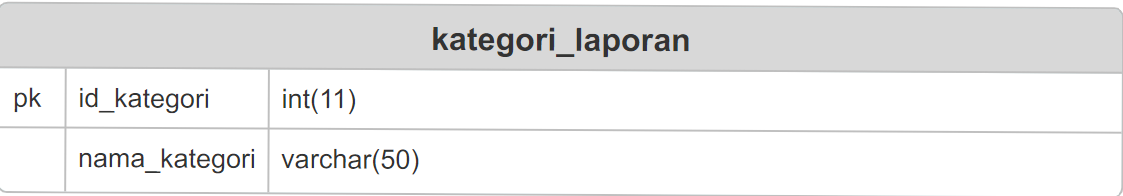 kategori_laporan
pk id_kategori int(11)
nama_kategori varchar(50)